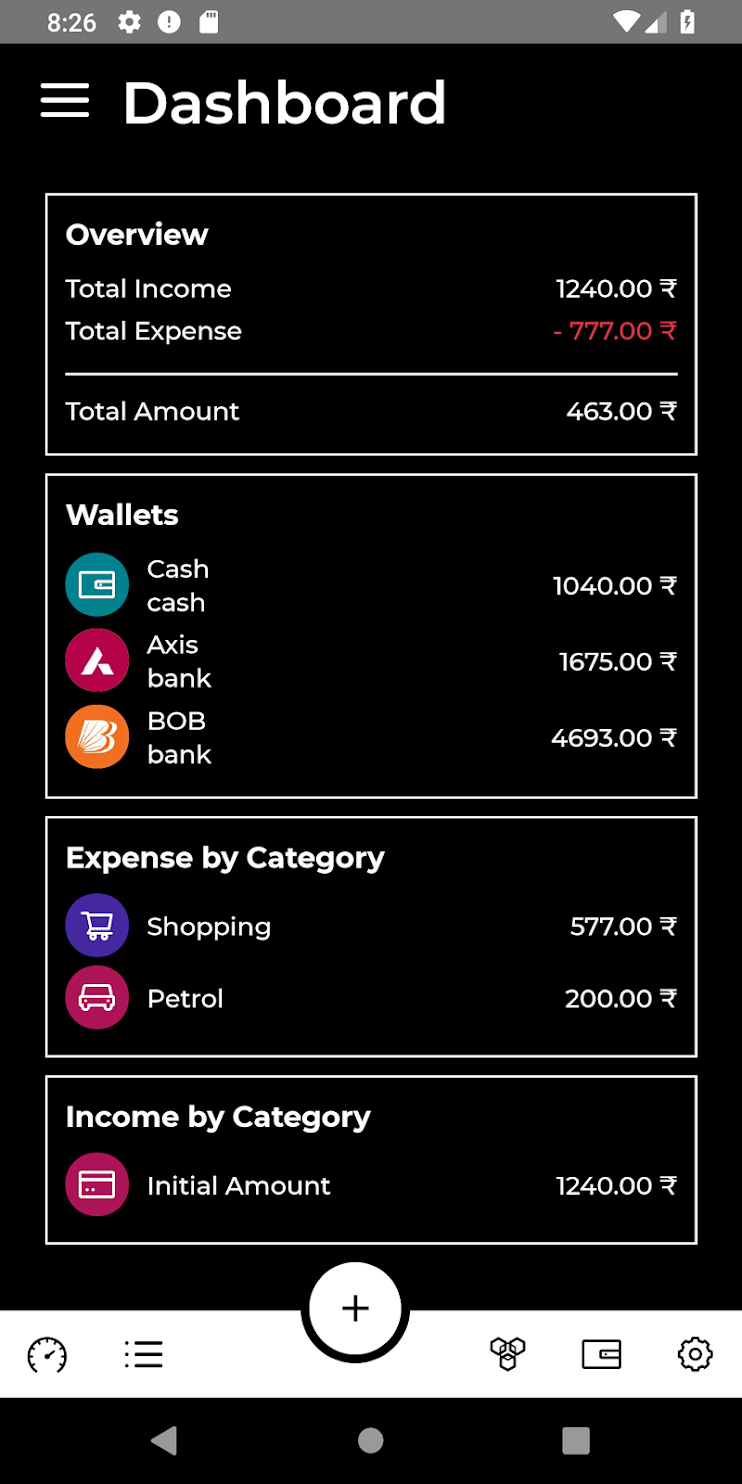 8:26
Dashboard
Overview
Total Income 1240.00 ₹
Total Expense - 777.00 ₹
Total Amount 463.00 ₹
Wallets
Cash
cash 1040.00 ₹
Axis
bank 1675.00 ₹
BOB
bank 4693.00 ₹
Expense by Category
Shopping 577.00 ₹
Petrol 200.00 ₹
Income by Category
Initial Amount 1240.00 ₹